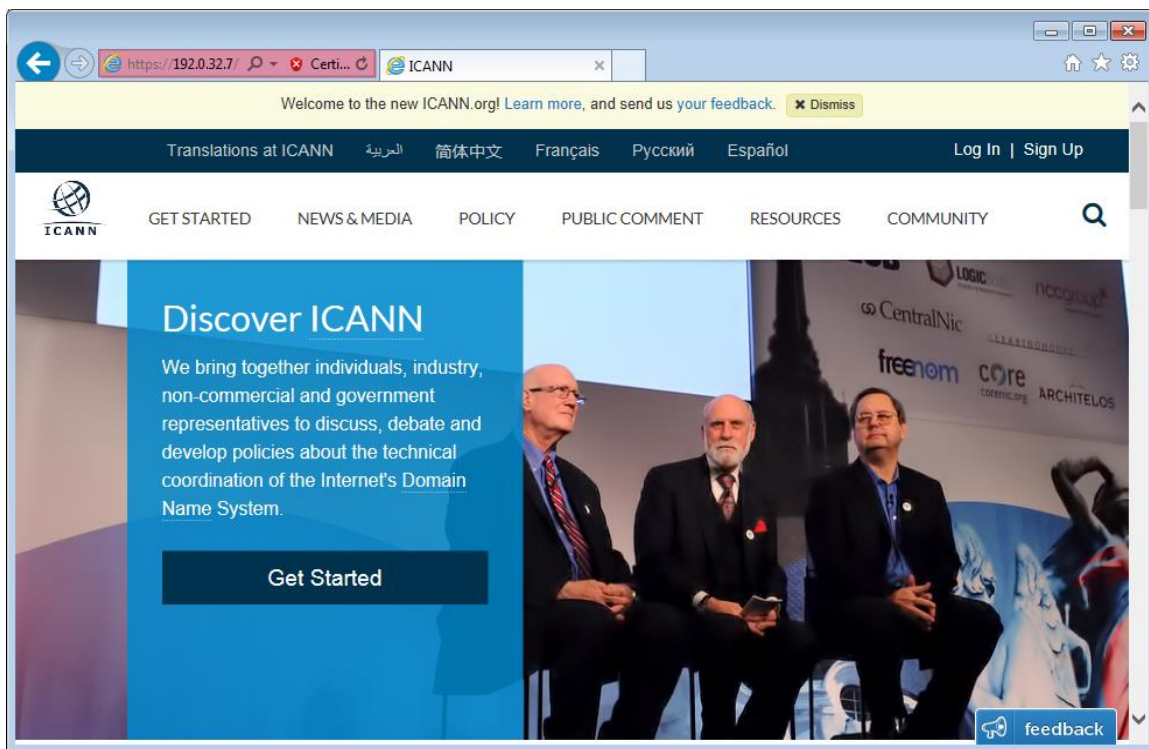 https://192.0.32.7/ Certi... ICANN
Welcome to the new ICANN.org! Learn more, and send us your feedback. ✖ Dismiss
Translations at ICANN العربية 简体中文 Français Русский Español Log In | Sign Up
ICANN
GET STARTED NEWS & MEDIA POLICY PUBLIC COMMENT RESOURCES COMMUNITY
Discover ICANN
We bring together individuals, industry,
non-commercial and government
representatives to discuss, debate and
develop policies about the technical
coordination of the Internet's Domain
Name System.
Get Started
LOGIC
nccgroup
CentralNic
freenom
core
corenic.org
ARCHITELOS
feedback